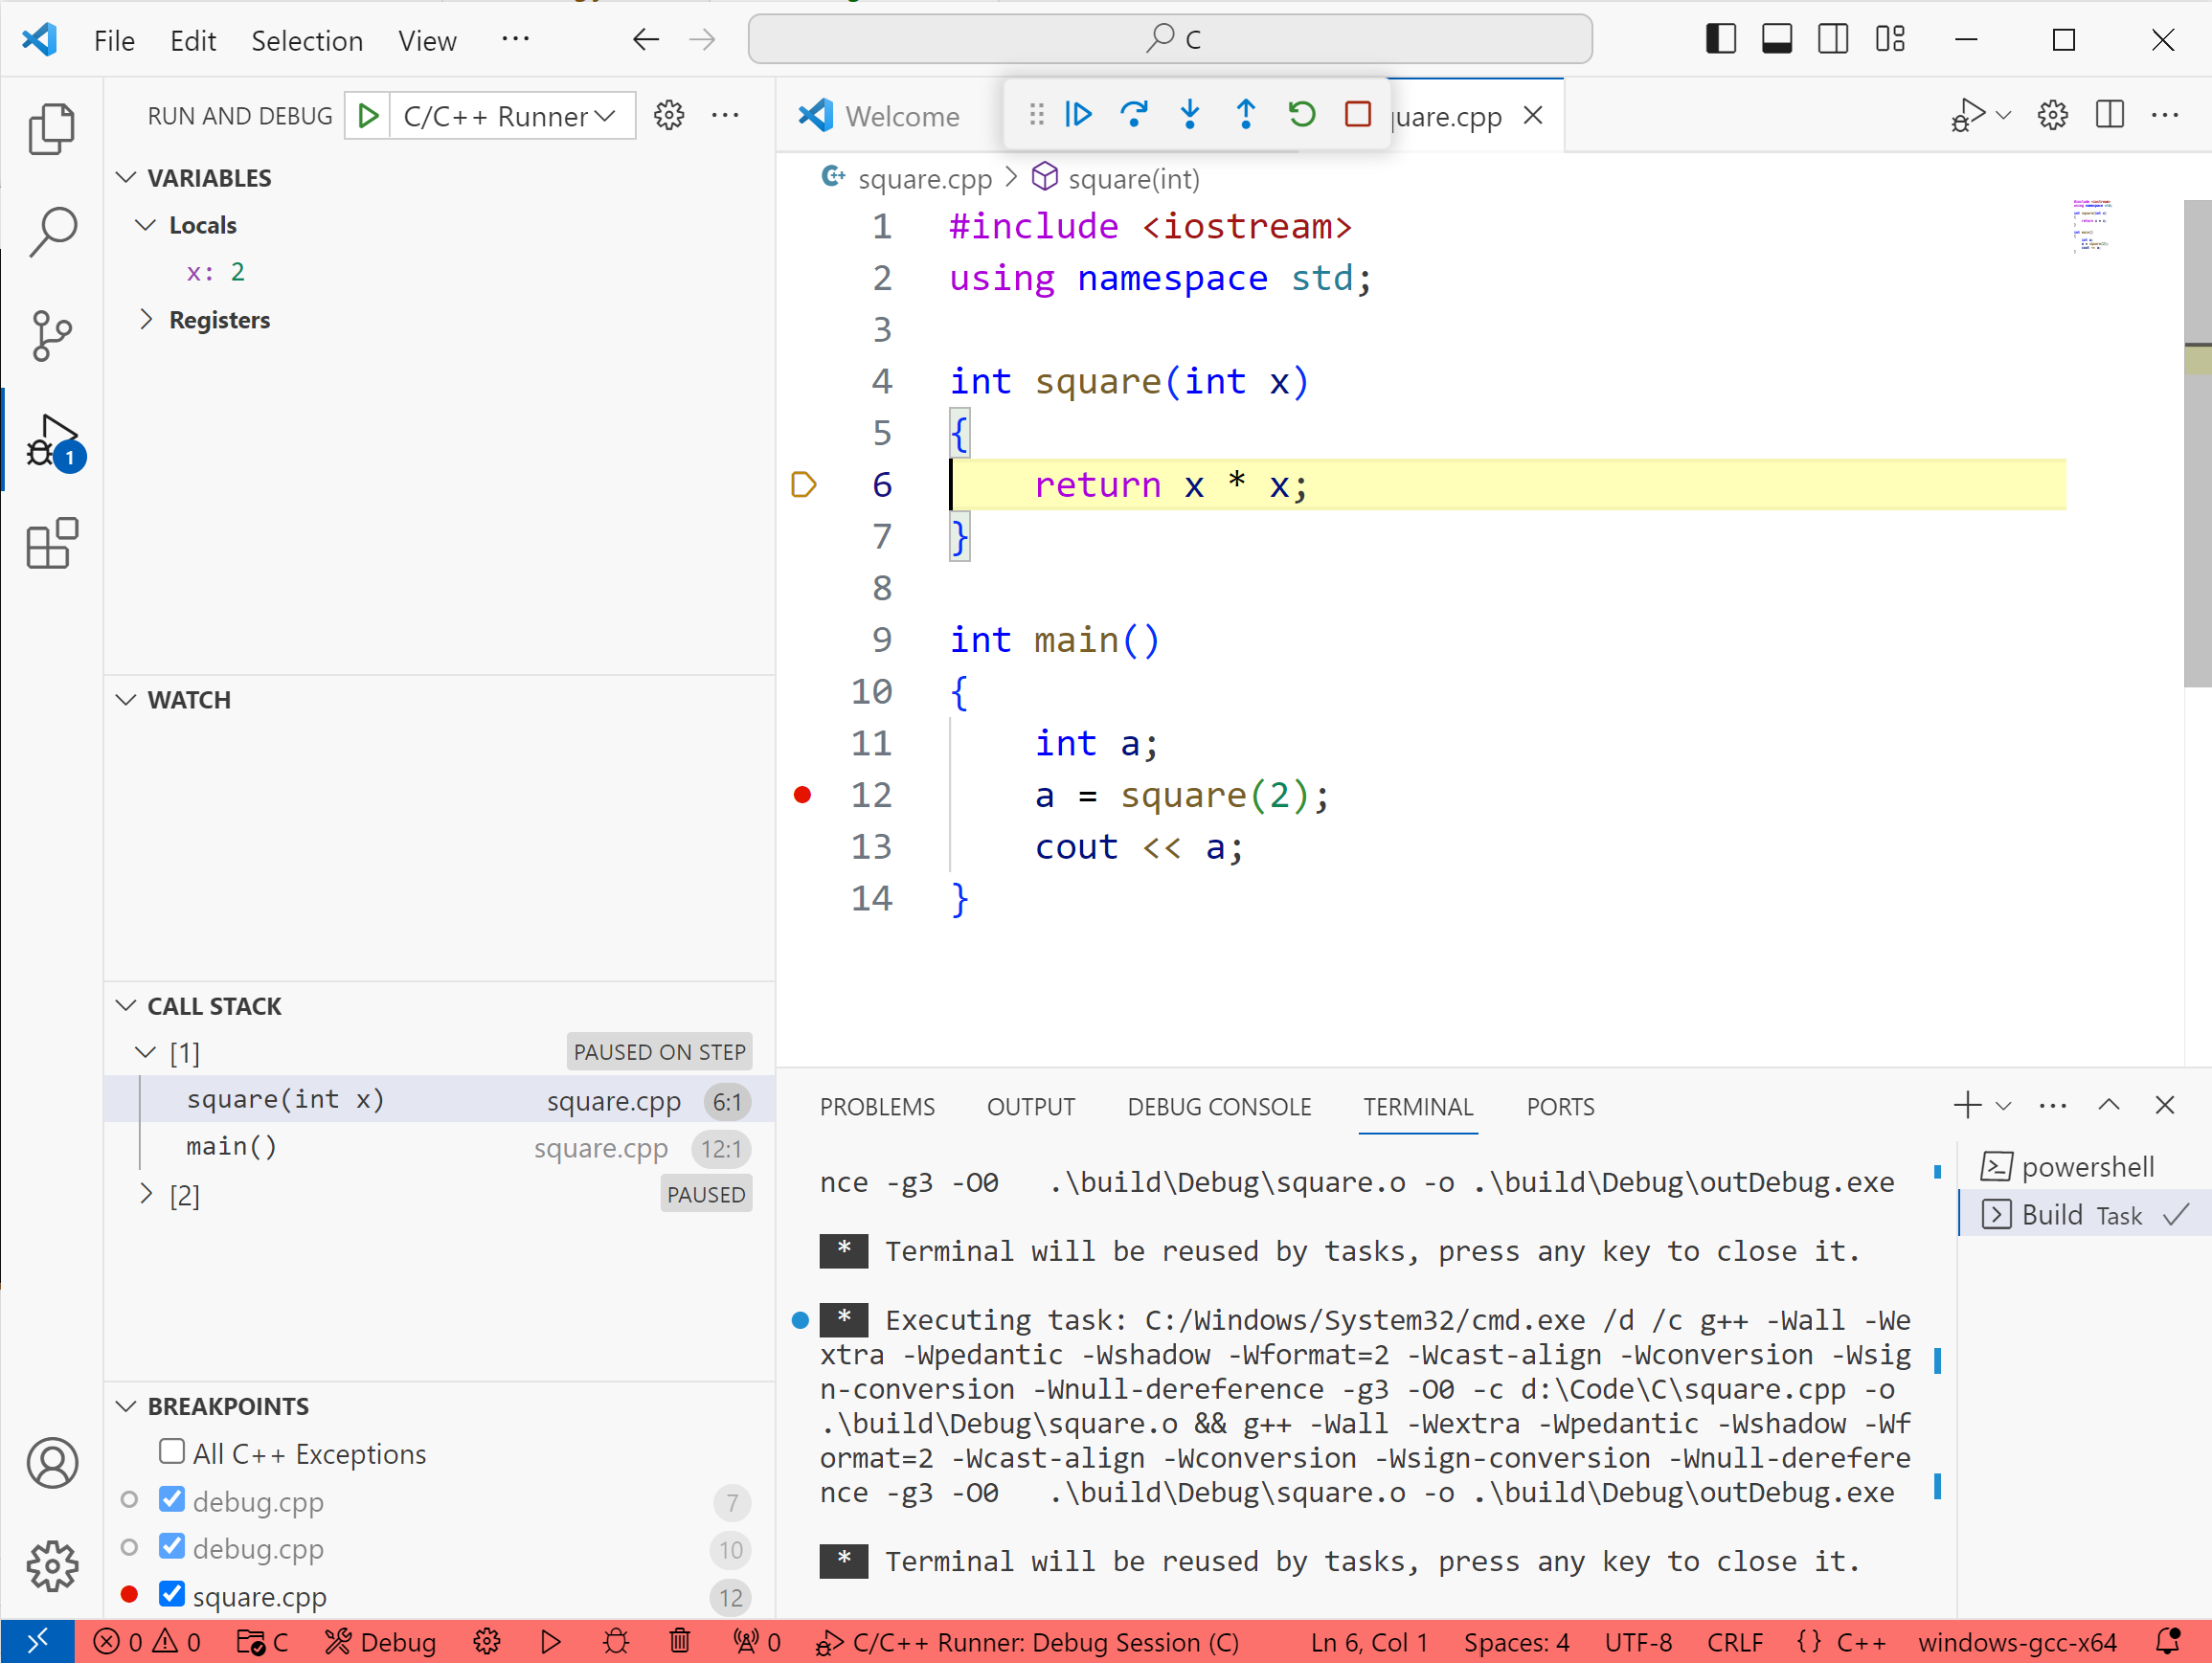 File Edit Selection View ··· C
RUN AND DEBUG C/C++ Runner ···
VARIABLES
Locals
x: 2
Registers
WATCH
CALL STACK
[1] PAUSED ON STEP
square(int x) square.cpp 6:1
main() square.cpp 12:1
[2] PAUSED
BREAKPOINTS
All C++ Exceptions
debug.cpp 7
debug.cpp 10
square.cpp 12
1
Welcome uare.cpp
square.cpp > square(int)
1 #include <iostream>
2 using namespace std;
3
4 int square(int x)
5 {
6 return x * x;
7 }
8
9 int main()
10 {
11 int a;
12 a = square(2);
13 cout << a;
14 }
PROBLEMS OUTPUT DEBUG CONSOLE TERMINAL PORTS
nce -g3 -O0   .\build\Debug\square.o -o .\build\Debug\outDebug.exe
* Terminal will be reused by tasks, press any key to close it.
* Executing task: C:/Windows/System32/cmd.exe /d /c g++ -Wall -We
xtra -Wpedantic -Wshadow -Wformat=2 -Wcast-align -Wconversion -Wsig
n-conversion -Wnull-dereference -g3 -O0 -c d:\Code\C\square.cpp -o
.\build\Debug\square.o && g++ -Wall -Wextra -Wpedantic -Wshadow -Wf
ormat=2 -Wcast-align -Wconversion -Wsign-conversion -Wnull-derefere
nce -g3 -O0   .\build\Debug\square.o -o .\build\Debug\outDebug.exe
* Terminal will be reused by tasks, press any key to close it.
powershell
Build Task
0 0 C Debug 0 C/C++ Runner: Debug Session (C) Ln 6, Col 1 Spaces: 4 UTF-8 CRLF {} C++ windows-gcc-x64